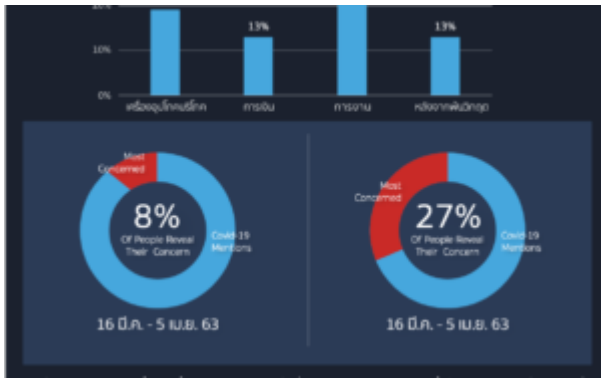 20%
13%
13%
10%
0%
เครื่องอุปโภคบริโภค
การเงิน
การงาน
หลังจากพ้นวิกฤต
Most
Concerned
8%
Of People Reveal
Their Concern
Covid-19
Mentions
16 มี.ค. - 5 เม.ย. 63
Most
Concerned
27%
Of People Reveal
Their Concern
Covid-19
Mentions
16 มี.ค. - 5 เม.ย. 63